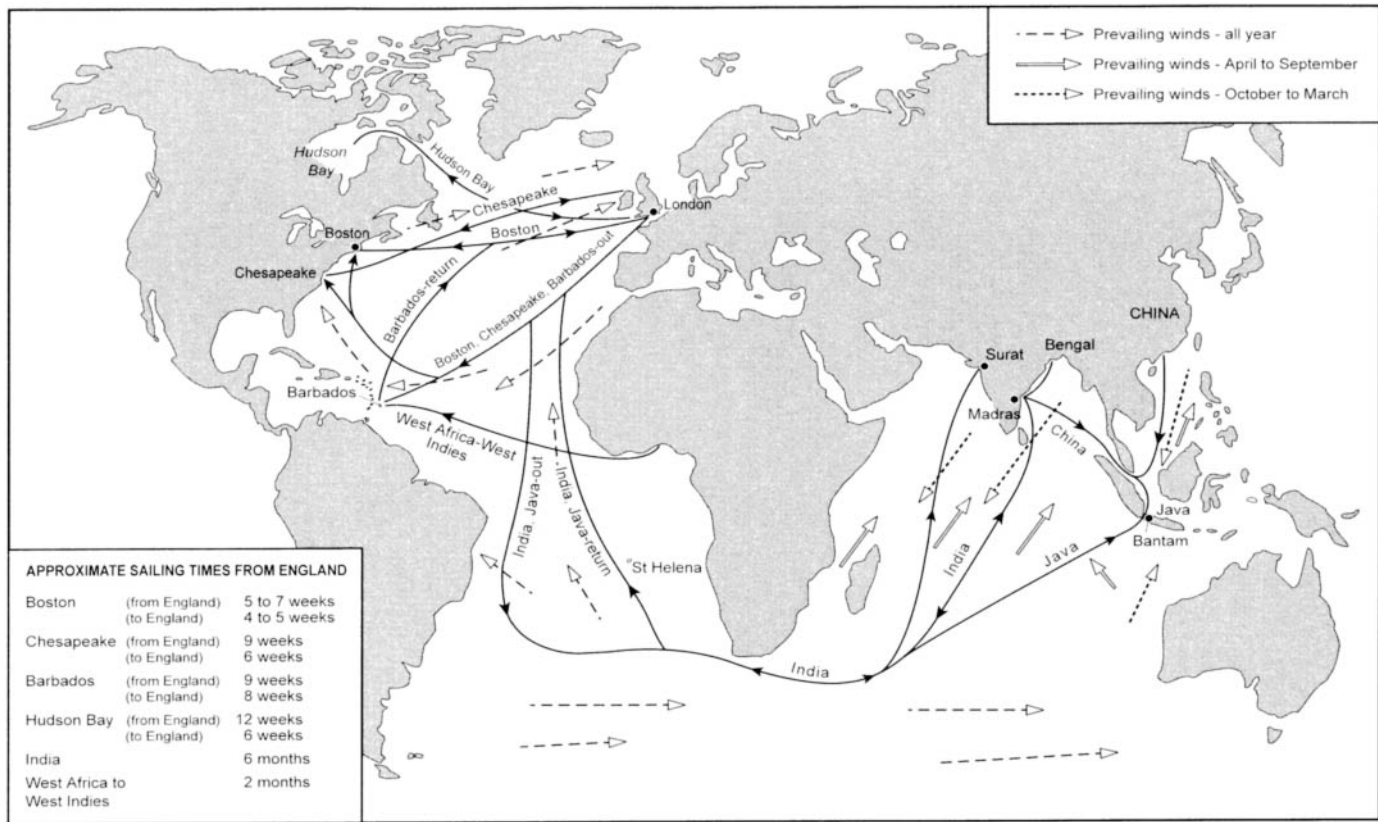 Prevailing winds - all year
Prevailing winds - April to September
Prevailing winds - October to March
Hudson
Bay
Hudson Bay
Chesapeake
London
Boston
Boston
Chesapeake
Barbados-return
Boston, Chesapeake, Barbados-out
CHINA
Surat
Bengal
Barbados
Madras
West Africa-West
Indies
China
India, Java-out
India, Java-return
St Helena
India
Java
Java
Bantam
India
APPROXIMATE SAILING TIMES FROM ENGLAND
Boston (from England) 5 to 7 weeks
(to England) 4 to 5 weeks
Chesapeake (from England) 9 weeks
(to England) 6 weeks
Barbados (from England) 9 weeks
(to England) 8 weeks
Hudson Bay (from England) 12 weeks
(to England) 6 weeks
India 6 months
West Africa to 2 months
West Indies